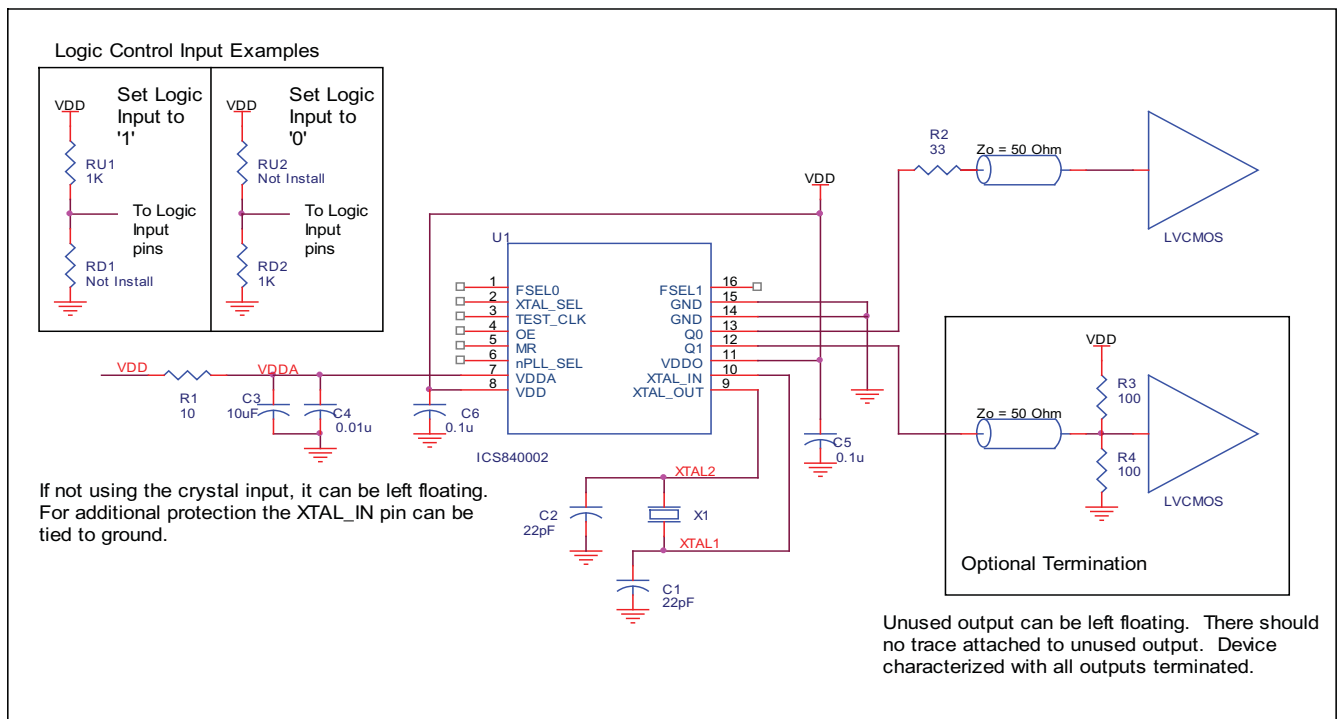 Logic Control Input Examples
Set Logic
Input to
'1'
VDD
RU1
1K
To Logic
Input
pins
RD1
Not Install
Set Logic
Input to
'0'
VDD
RU2
Not Install
To Logic
Input
pins
RD2
1K
VDD
R1
10
VDDA
C3
10uF
C4
0.01u
C6
0.1u
U1
1
FSEL0
2
XTAL_SEL
3
TEST_CLK
4
OE
5
MR
6
nPLL_SEL
7
VDDA
8
VDD
16
FSEL1
15
GND
14
GND
13
Q0
12
Q1
11
VDDO
10
XTAL_IN
9
XTAL_OUT
ICS840002
VDD
C5
0.1u
XTAL2
C2
22pF
X1
XTAL1
C1
22pF
R2
33
Zo = 50 Ohm
LVCMOS
VDD
R3
100
Zo = 50 Ohm
R4
100
LVCMOS
Optional Termination
If not using the crystal input, it can be left floating.
For additional protection the XTAL_IN pin can be
tied to ground.
Unused output can be left floating. There should
no trace attached to unused output. Device
characterized with all outputs terminated.